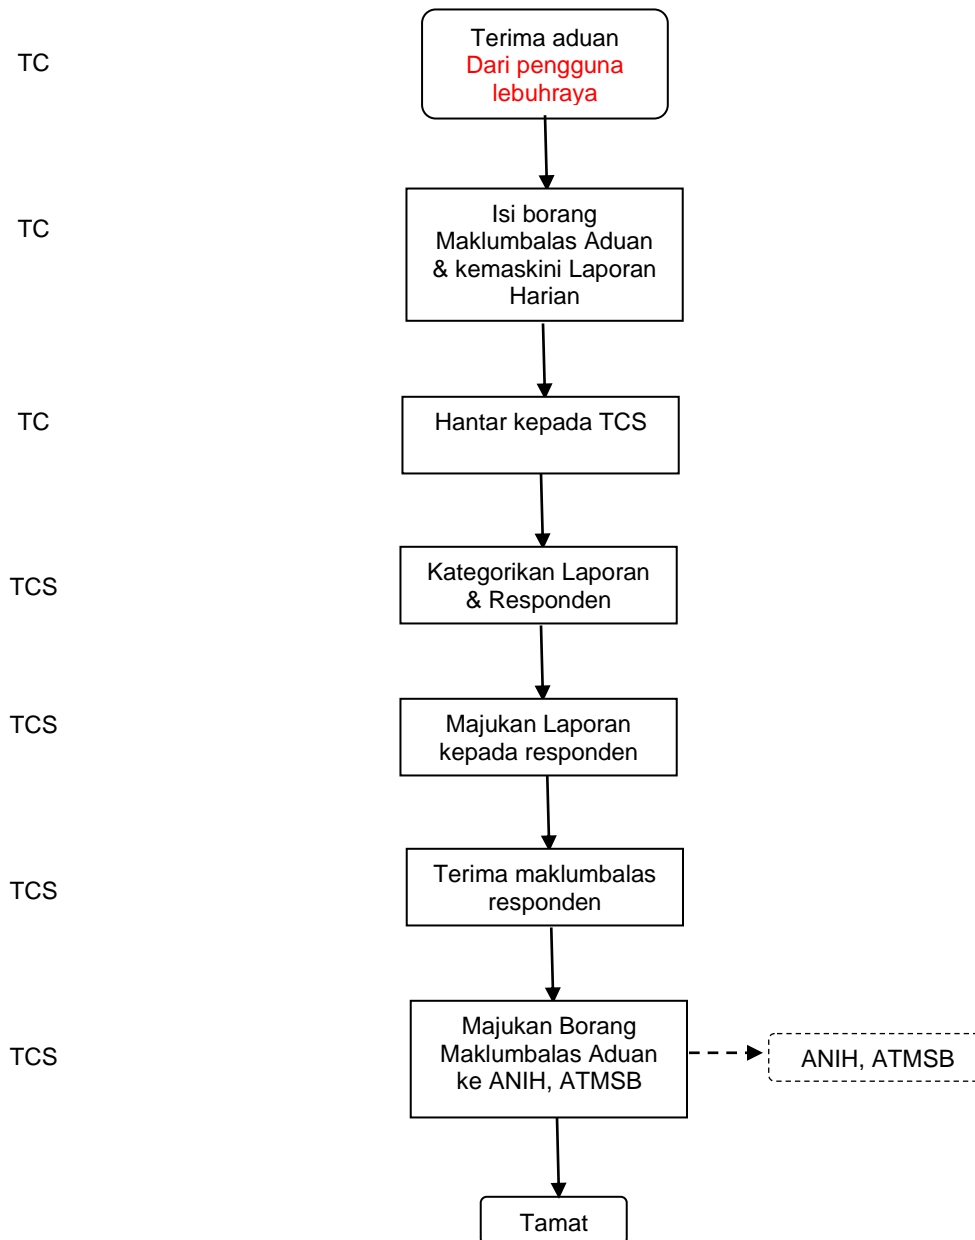 TC
Terima aduan
Dari pengguna
lebuhraya
TC
Isi borang
Maklumbalas Aduan
& kemaskini Laporan
Harian
TC
Hantar kepada TCS
TCS
Kategorikan Laporan
& Responden
TCS
Majukan Laporan
kepada responden
TCS
Terima maklumbalas
responden
TCS
Majukan Borang
Maklumbalas Aduan
ke ANIH, ATMSB
ANIH, ATMSB
Tamat